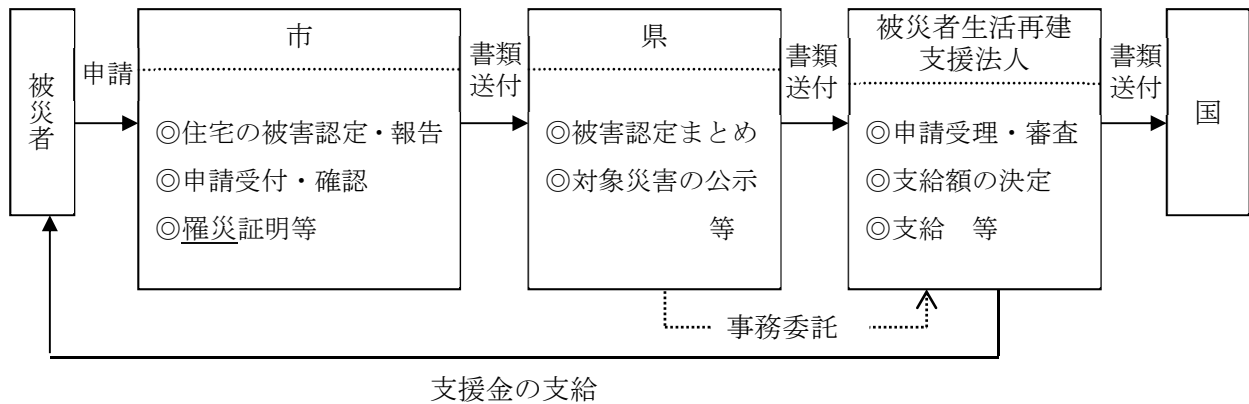 被災者
申請
市
◎住宅の被害認定・報告
◎申請受付・確認
◎罹災証明等
書類
送付
県
◎被害認定まとめ
◎対象災害の公示
等
書類
送付
被災者生活再建
支援法人
◎申請受理・審査
◎支給額の決定
◎支給　等
書類
送付
国
事務委託
支援金の支給